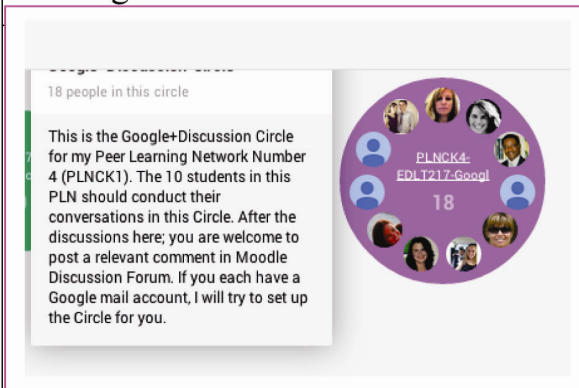 Google+Discussion Circle
18 people in this circle
This is the Google+Discussion Circle
for my Peer Learning Network Number
4 (PLNCK1). The 10 students in this
PLN should conduct their
conversations in this Circle. After the
discussions here; you are welcome to
post a relevant comment in Moodle
Discussion Forum. If you each have a
Google mail account, I will try to set up
the Circle for you.
PLNCK4-
EDLT217-Googl
18